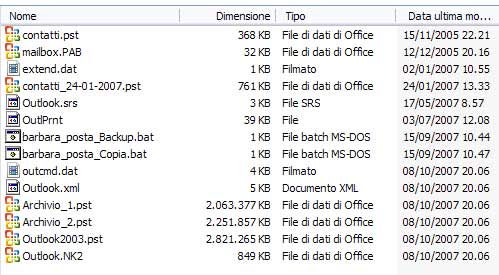 Nome Dimensione Tipo Data ultima mo...
contatti.pst 368 KB File di dati di Office 15/11/2005 22.21
mailbox.PAB 32 KB File di dati di Office 12/12/2005 20.16
extend.dat 1 KB Filmato 02/01/2007 10.55
contatti_24-01-2007.pst 761 KB File di dati di Office 24/01/2007 13.33
Outlook.srs 3 KB File SRS 17/05/2007 8.57
OutlPrnt 39 KB File 03/07/2007 12.08
barbara_posta_Backup.bat 1 KB File batch MS-DOS 15/09/2007 10.44
barbara_posta_Copia.bat 1 KB File batch MS-DOS 15/09/2007 10.47
outcmd.dat 4 KB Filmato 08/10/2007 20.06
Outlook.xml 5 KB Documento XML 08/10/2007 20.06
Archivio_1.pst 2.063.377 KB File di dati di Office 08/10/2007 20.06
Archivio_2.pst 2.251.857 KB File di dati di Office 08/10/2007 20.06
Outlook2003.pst 2.821.265 KB File di dati di Office 08/10/2007 20.06
Outlook.NK2 849 KB File di dati di Office 08/10/2007 20.06